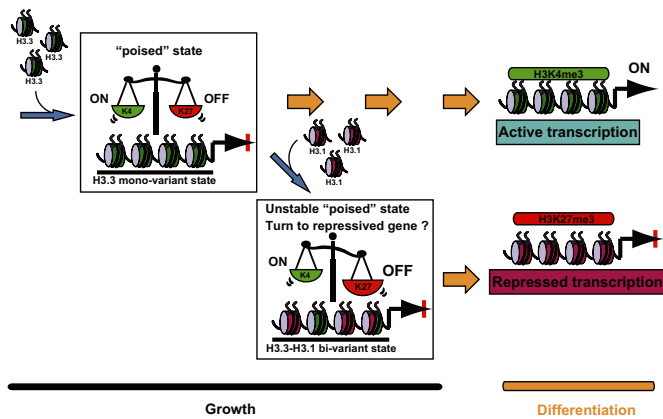 H3.3
H3.3
H3.3
“poised” state
ON
OFF
K4
K27
H3.3 mono-variant state
H3.1
H3.1
H3.1
H3K4me3
ON
Active transcription
Unstable “poised” state
Turn to repressived gene ?
ON
OFF
K4
K27
H3.3-H3.1 bi-variant state
H3K27me3
Repressed transcription
Growth
Differentiation